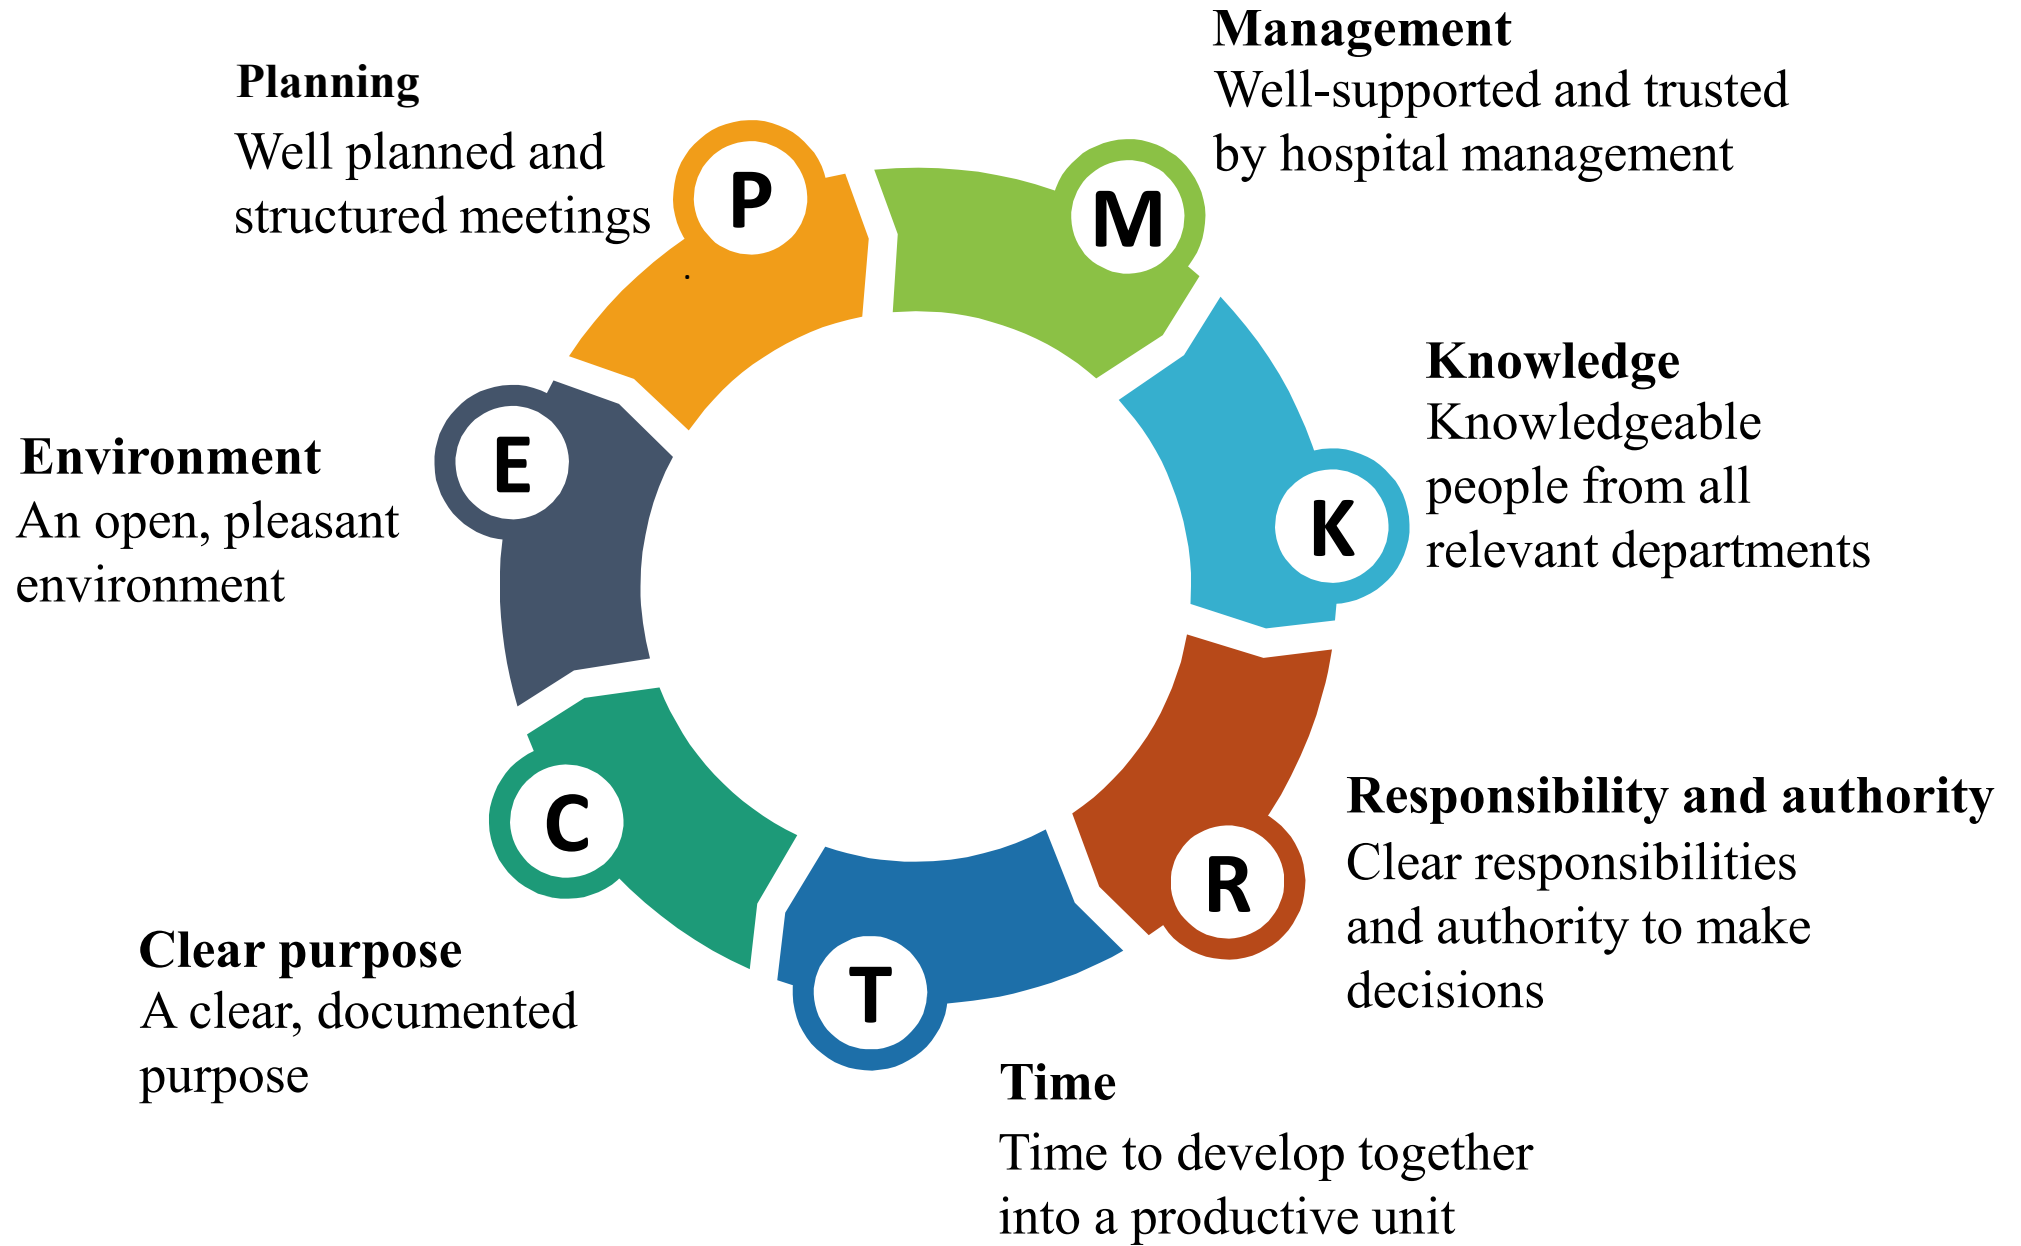 Planning
Well planned and
structured meetings
P
.
Management
Well-supported and trusted
by hospital management
M
Knowledge
Knowledgeable
people from all
relevant departments
K
Responsibility and authority
Clear responsibilities
and authority to make
decisions
R
Time
Time to develop together
into a productive unit
T
Clear purpose
A clear, documented
purpose
C
Environment
An open, pleasant
environment
E